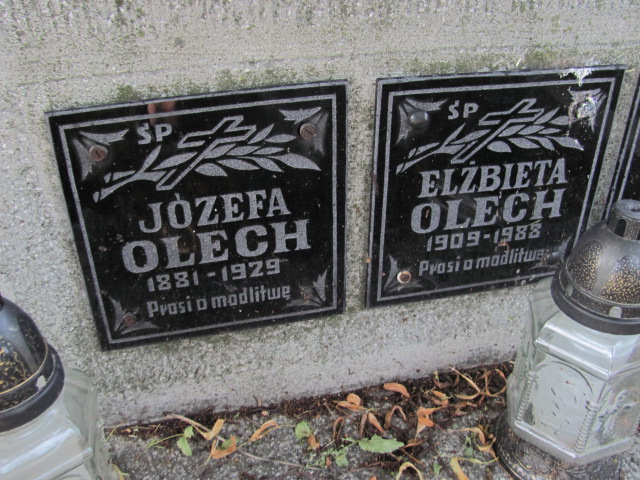 ŚP
JÓZEFA
OLECH
1881-1929
Prosi o modlitwę
ŚP
ELŻBIETA
OLECH
1909-1988
Prosi o modlitwę